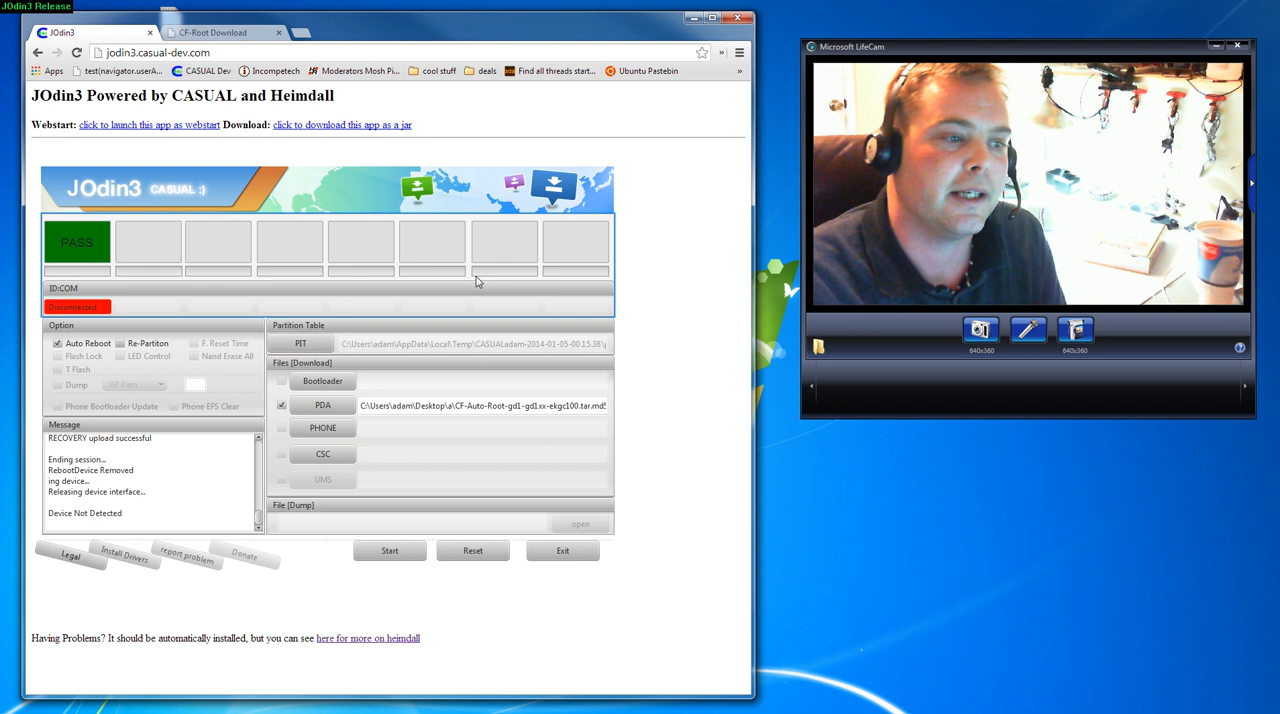 JOdin3 Release
JOdin3
CF-Root Download
jodin3.casual-dev.com
Apps
test(navigator.userA...
CASUAL Dev
Incompetech
Moderators Mosh Pi...
cool stuff
deals
Find all threads start...
Ubuntu Pastebin
JOdin3 Powered by CASUAL and Heimdall
Webstart: click to launch this app as webstart Download: click to download this app as a jar
JOdin3 CASUAL :)
PASS
ID:COM
Disconnected
Option
Auto Reboot
Re-Partiton
F. Reset Time
Flash Lock
LED Control
Nand Erase All
T Flash
Dump
AP Ram
Phone Bootloader Update
Phone EFS Clear
Message
RECOVERY upload successful
Ending session...
RebootDevice Removed
ing device...
Releasing device interface...
Device Not Detected
Partition Table
PIT
C:\Users\adam\AppData\Local\Temp\CASUALadam-2014-01-05-00.15.38\p
Files [Download]
Bootloader
PDA
C:\Users\adam\Desktop\a\CF-Auto-Root-gd1-gd1xx-ekgc100.tar.md5
PHONE
CSC
UMS
File [Dump]
open
Legal
Install Drivers
report problem
Donate
Start
Reset
Exit
Having Problems? It should be automatically installed, but you can see here for more on heimdall
Microsoft LifeCam
640x360
640x360